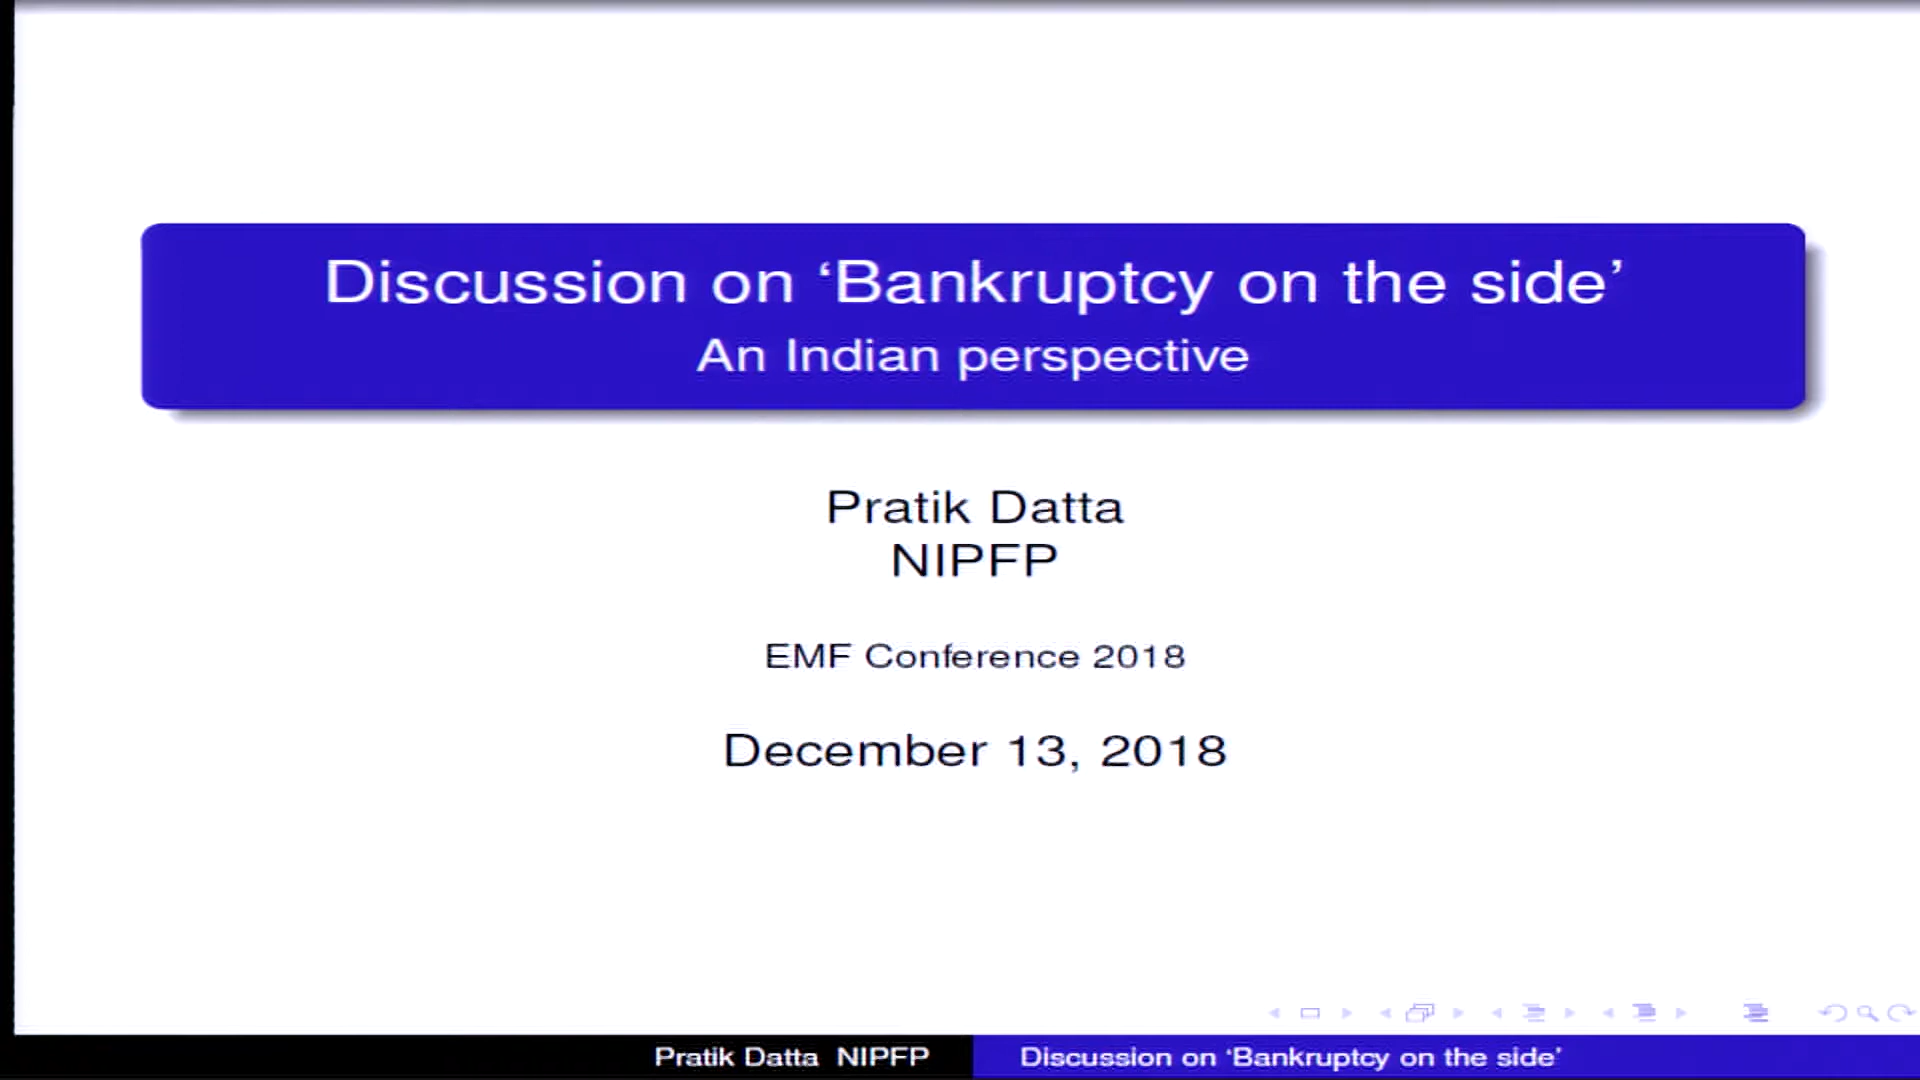 Discussion on ‘Bankruptcy on the side’
An Indian perspective
Pratik Datta
NIPFP
EMF Conference 2018
December 13, 2018
Pratik Datta NIPFP
Discussion on ‘Bankruptcy on the side’